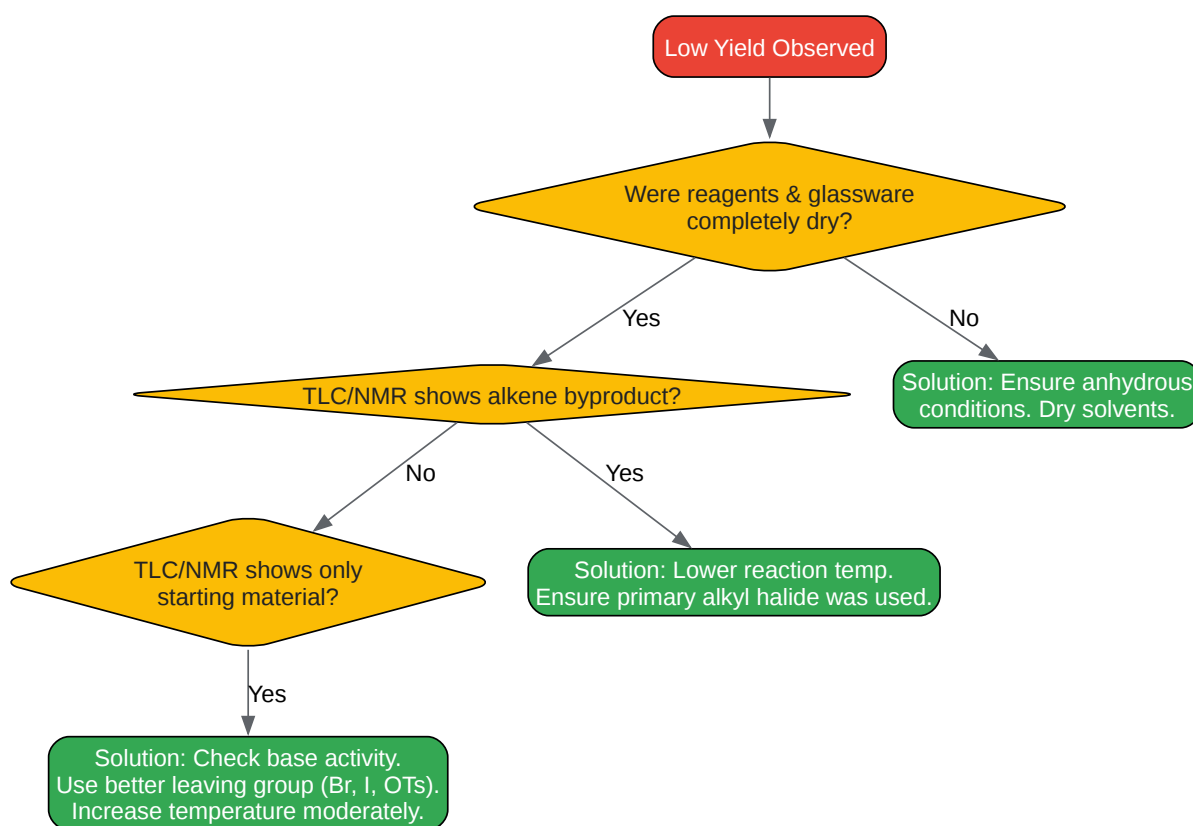 Low Yield Observed
Were reagents & glassware
completely dry?
Yes
No
TLC/NMR shows alkene byproduct?
Solution: Ensure anhydrous
conditions. Dry solvents.
No
Yes
TLC/NMR shows only
starting material?
Solution: Lower reaction temp.
Ensure primary alkyl halide was used.
Yes
Solution: Check base activity.
Use better leaving group (Br, I, OTs).
Increase temperature moderately.